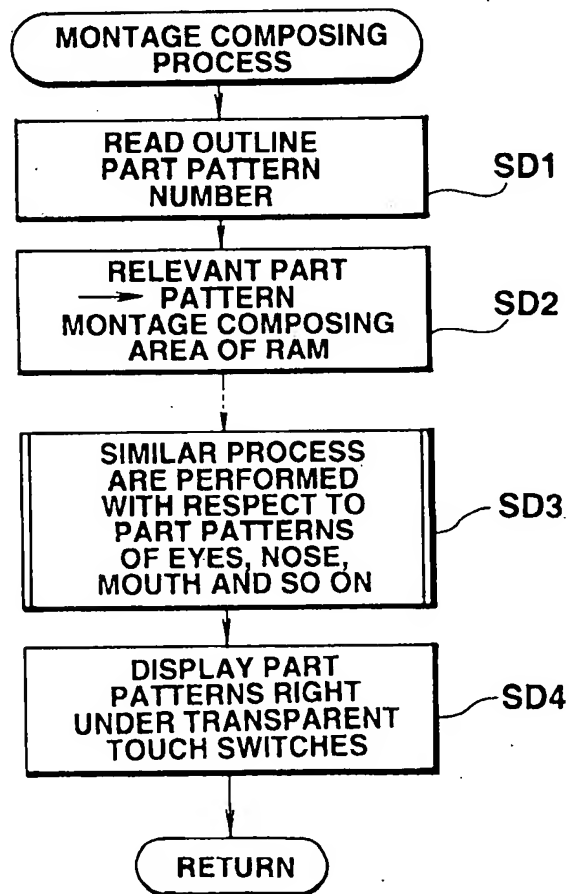 MONTAGE COMPOSING
PROCESS
READ OUTLINE
PART PATTERN
NUMBER
SD1
RELEVANT PART
→ PATTERN
MONTAGE COMPOSING
AREA OF RAM
SD2
SIMILAR PROCESS
ARE PERFORMED
WITH RESPECT TO
PART PATTERNS
OF EYES, NOSE,
MOUTH AND SO ON
SD3
DISPLAY PART
PATTERNS RIGHT
UNDER TRANSPARENT
TOUCH SWITCHES
SD4
RETURN